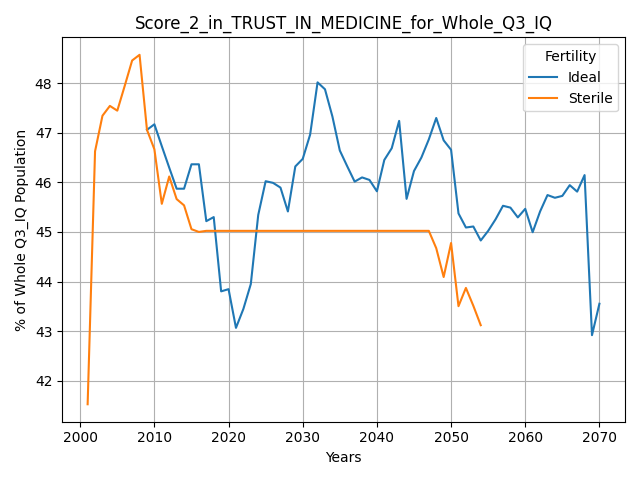 Score_2_in_TRUST_IN_MEDICINE_for_Whole_Q3_IQ
Fertility
Ideal
Sterile
% of Whole Q3_IQ Population
48
47
46
45
44
43
42
2000
2010
2020
2030
2040
2050
2060
2070
Years